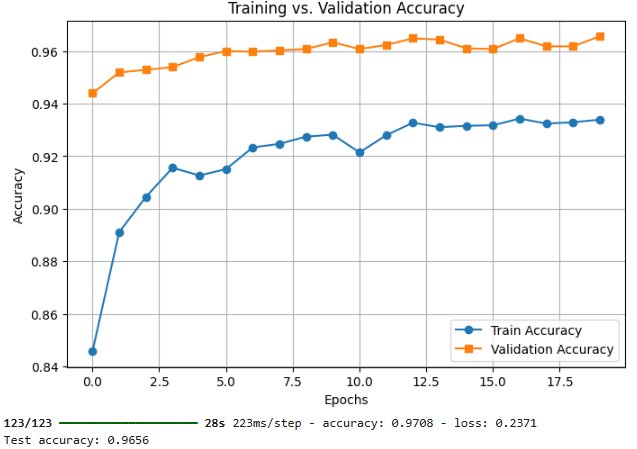 Training vs. Validation Accuracy
0.96
0.94
0.92
0.90
0.88
0.86
0.84
Accuracy
0.0 2.5 5.0 7.5 10.0 12.5 15.0 17.5
Epochs
Train Accuracy
Validation Accuracy
123/123 ━━━━━━━━━━━━━━━━━━━━ 28s 223ms/step - accuracy: 0.9708 - loss: 0.2371
Test accuracy: 0.9656